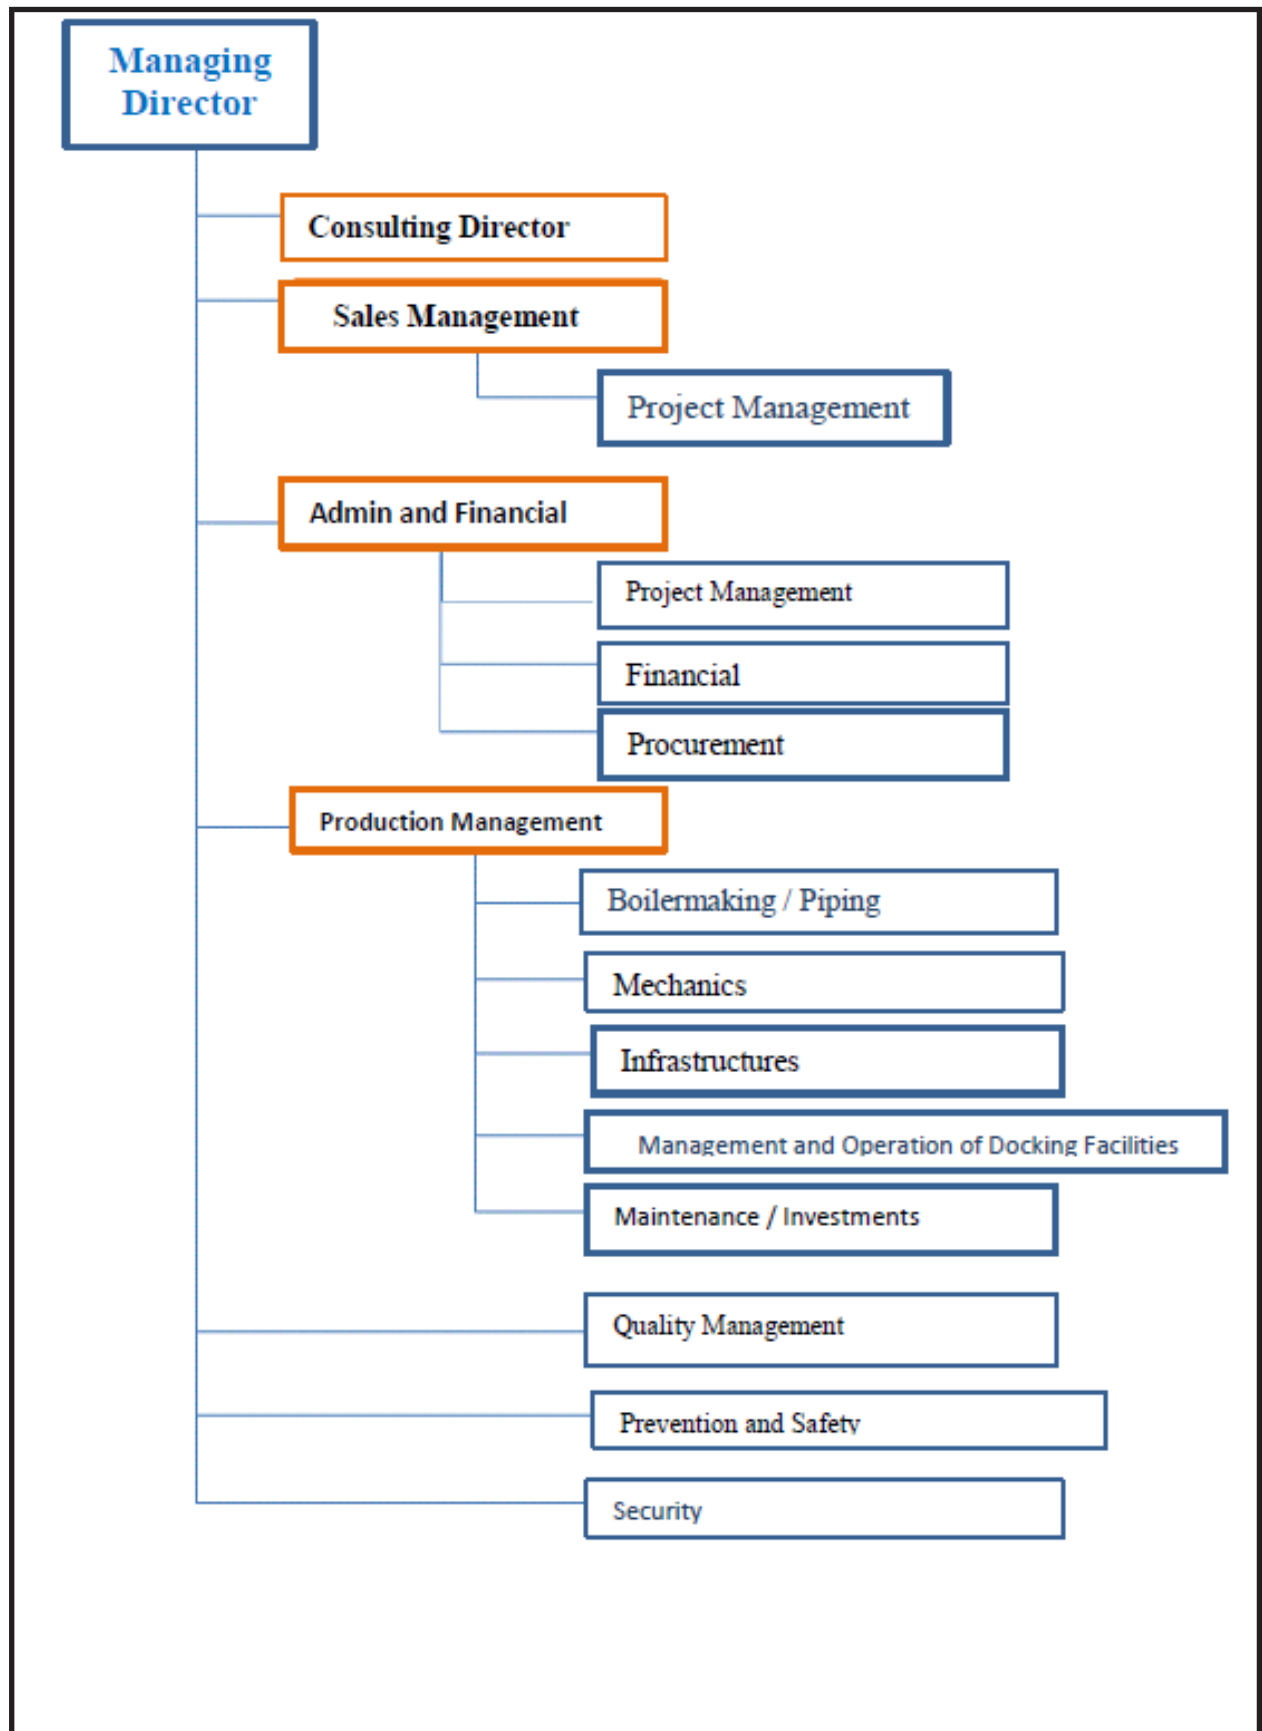 Managing
Director
Consulting Director
Sales Management
Project Management
Admin and Financial
Project Management
Financial
Procurement
Production Management
Boilermaking / Piping
Mechanics
Infrastructures
Management and Operation of Docking Facilities
Maintenance / Investments
Quality Management
Prevention and Safety
Security